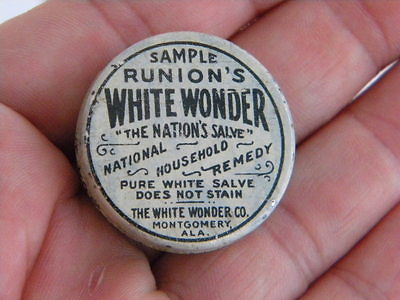 SAMPLE
RUNION'S
WHITE WONDER
"THE NATION'S SALVE"
NATIONAL HOUSEHOLD REMEDY
PURE WHITE SALVE
DOES NOT STAIN
THE WHITE WONDER CO.
MONTGOMERY,
ALA.